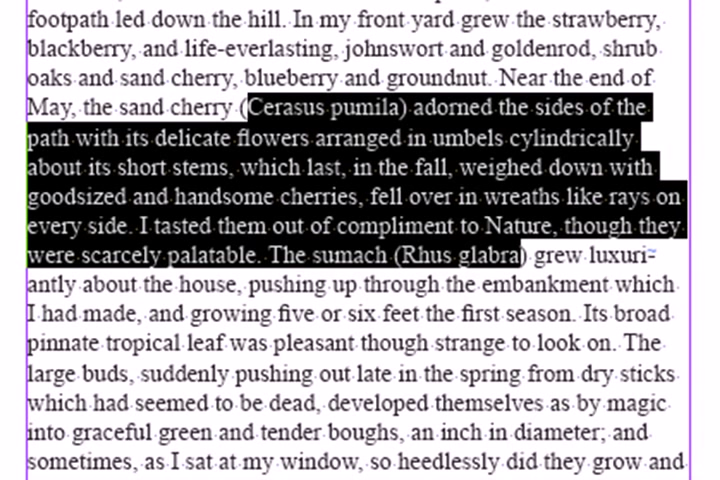 footpath led down the hill. In my front yard grew the strawberry,
blackberry, and life-everlasting, johnswort and goldenrod, shrub
oaks and sand cherry, blueberry and groundnut. Near the end of
May, the sand cherry (Cerasus pumila) adorned the sides of the
path with its delicate flowers arranged in umbels cylindrically
about its short stems, which last, in the fall, weighed down with
goodsized and handsome cherries, fell over in wreaths like rays on
every side. I tasted them out of compliment to Nature, though they
were scarcely palatable. The sumach (Rhus glabra) grew luxuri-
antly about the house, pushing up through the embankment which
I had made, and growing five or six feet the first season. Its broad
pinnate tropical leaf was pleasant though strange to look on. The
large buds, suddenly pushing out late in the spring from dry sticks
which had seemed to be dead, developed themselves as by magic
into graceful green and tender boughs, an inch in diameter; and
sometimes, as I sat at my window, so heedlessly did they grow and